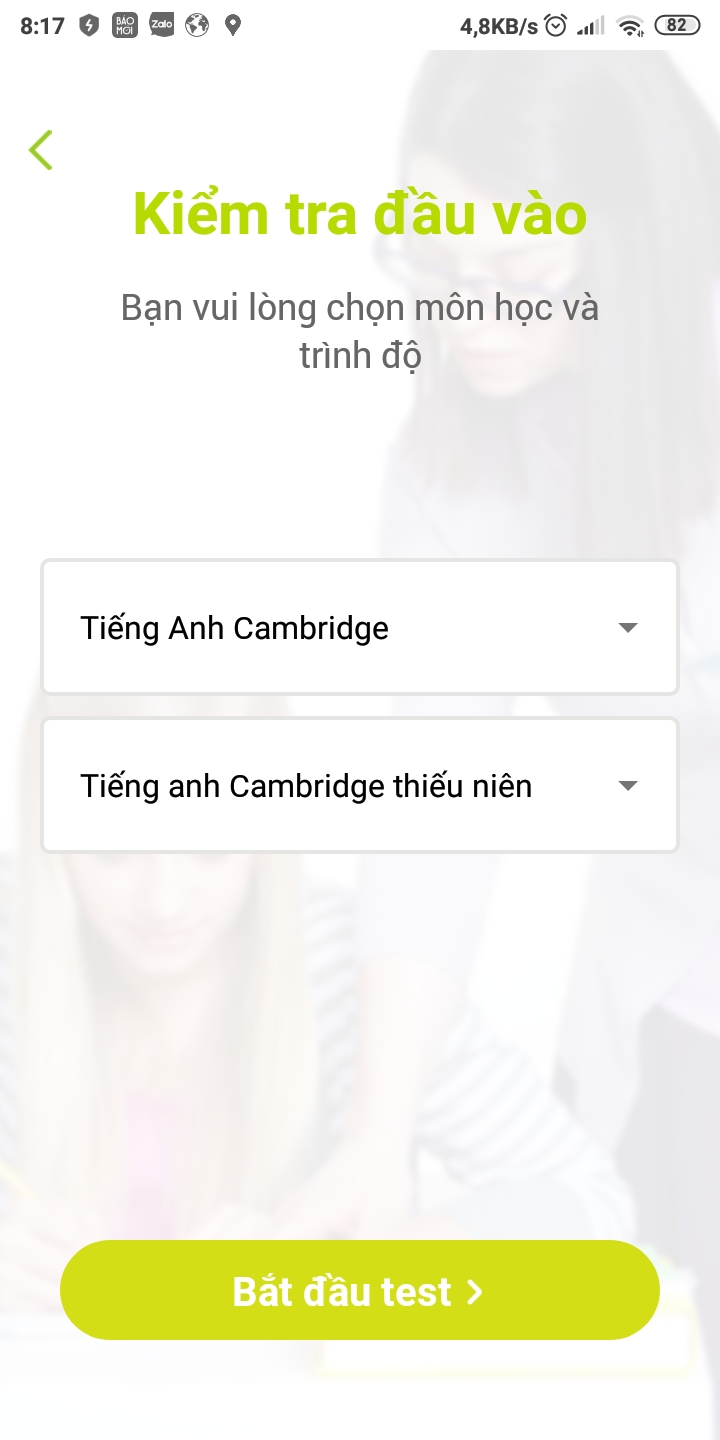 8:17 BÁO MỚI Zalo 4,8KB/s 82
Kiểm tra đầu vào
Bạn vui lòng chọn môn học và
trình độ
Tiếng Anh Cambridge
Tiếng anh Cambridge thiếu niên
Bắt đầu test